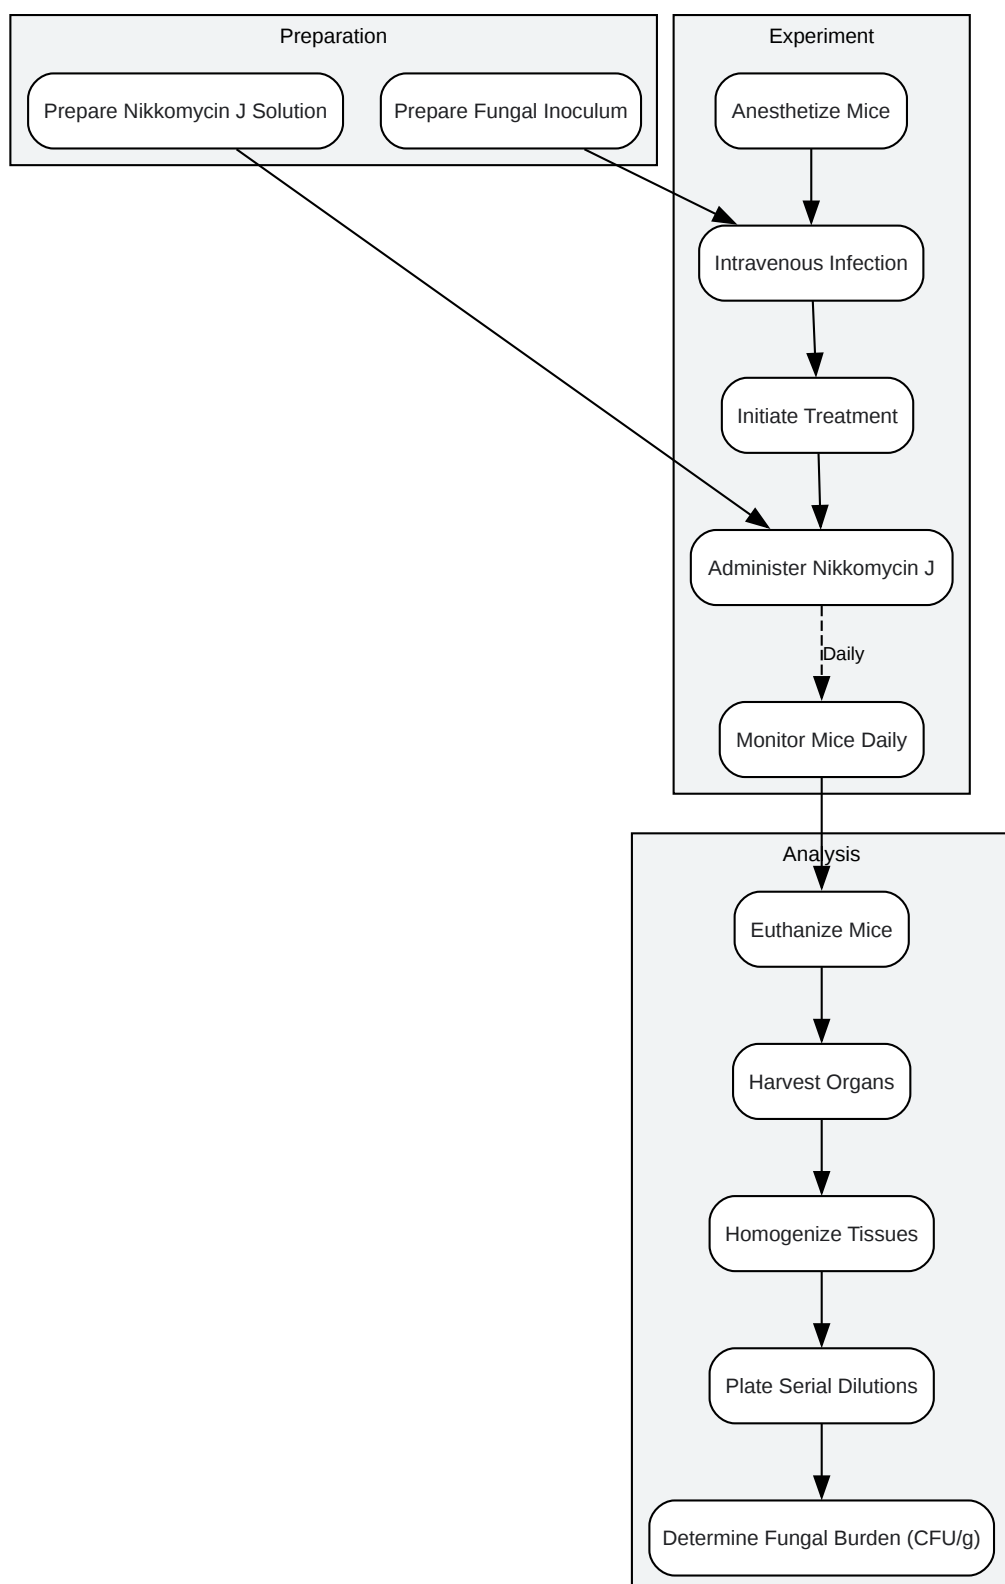 Preparation
Prepare Nikkomycin J Solution
Prepare Fungal Inoculum
Experiment
Anesthetize Mice
Intravenous Infection
Initiate Treatment
Administer Nikkomycin J
Daily
Monitor Mice Daily
Analysis
Euthanize Mice
Harvest Organs
Homogenize Tissues
Plate Serial Dilutions
Determine Fungal Burden (CFU/g)